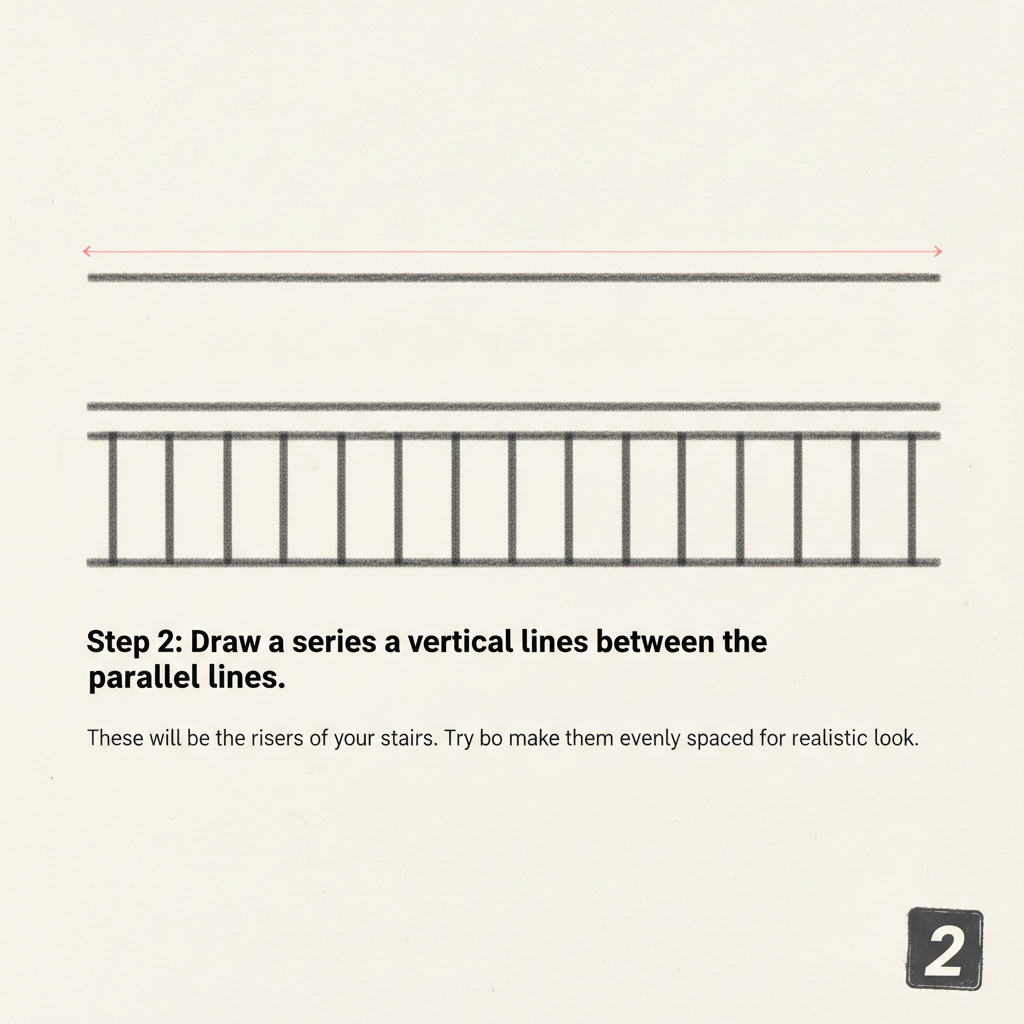 Step 2: Draw a series a vertical lines between the
parallel lines.
These will be the risers of your stairs. Try bo make them evenly spaced for realistic look.
2